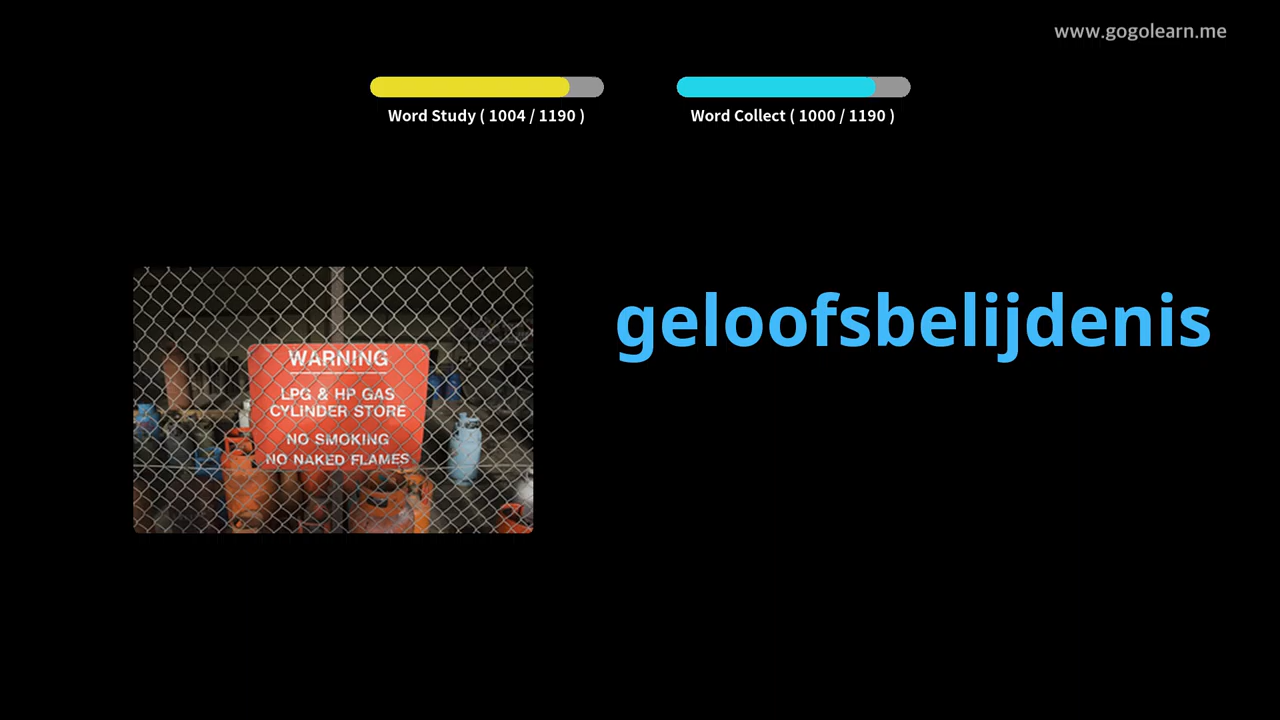 www.gogolearn.me
Word Study ( 1004 / 1190 )
Word Collect ( 1000 / 1190 )
WARNING
LPG & HP GAS
CYLINDER STORE
NO SMOKING
NO NAKED FLAMES
geloofsbelijdenis